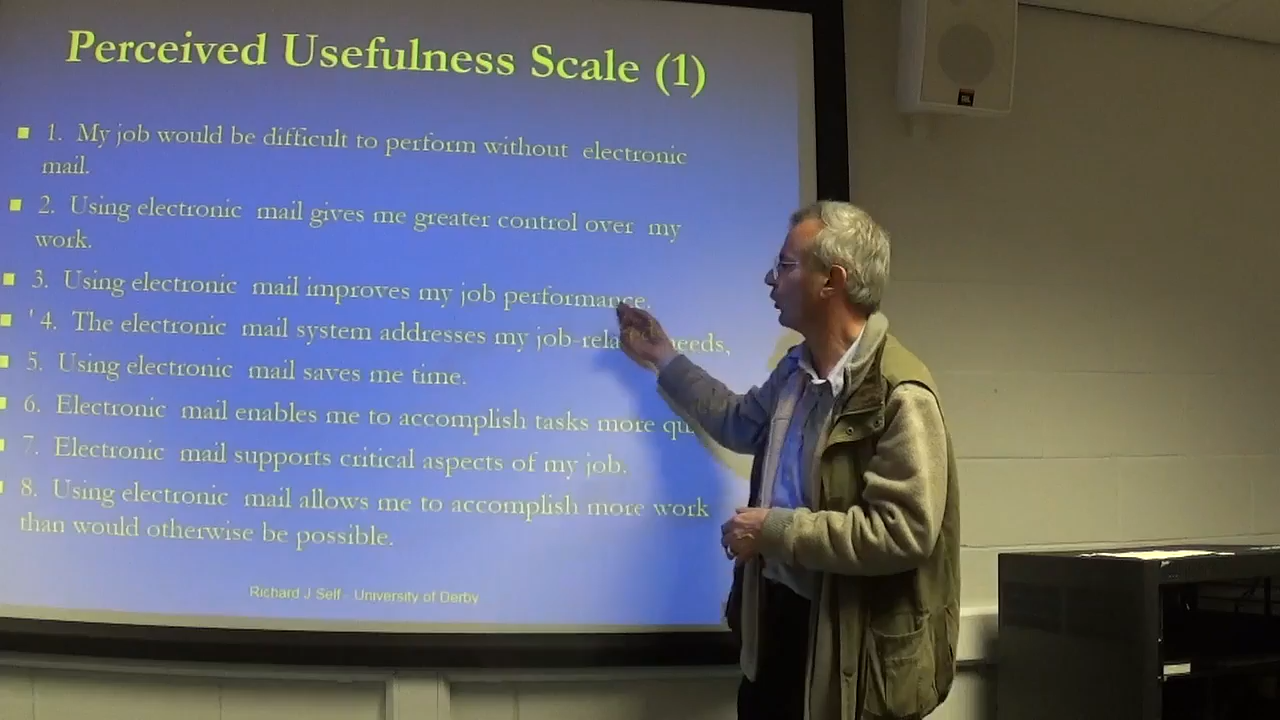 Perceived Usefulness Scale (1)
1. My job would be difficult to perform without electronic
mail.
2. Using electronic mail gives me greater control over my
work.
3. Using electronic mail improves my job performance.
' 4. The electronic mail system addresses my job-related needs,
5. Using electronic mail saves me time.
6. Electronic mail enables me to accomplish tasks more
7. Electronic mail supports critical aspects of my job.
8. Using electronic mail allows me to accomplish more work
than would otherwise be possible.
Richard J Self - University of Derby
JBL